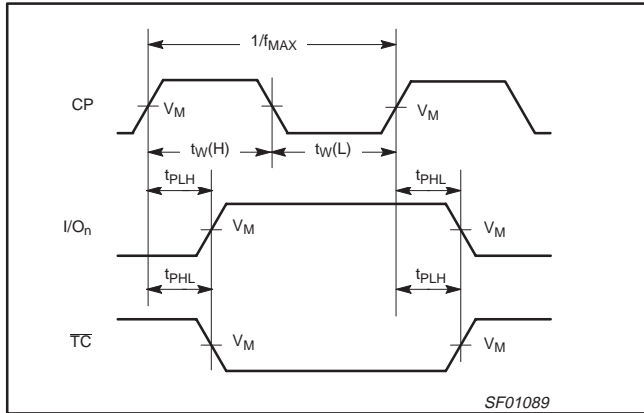 1/fMAX
CP
VM
VM
tW(H)
tW(L)
tPLH
tPHL
I/On
VM
VM
tPHL
tPLH
TC
VM
VM
SF01089